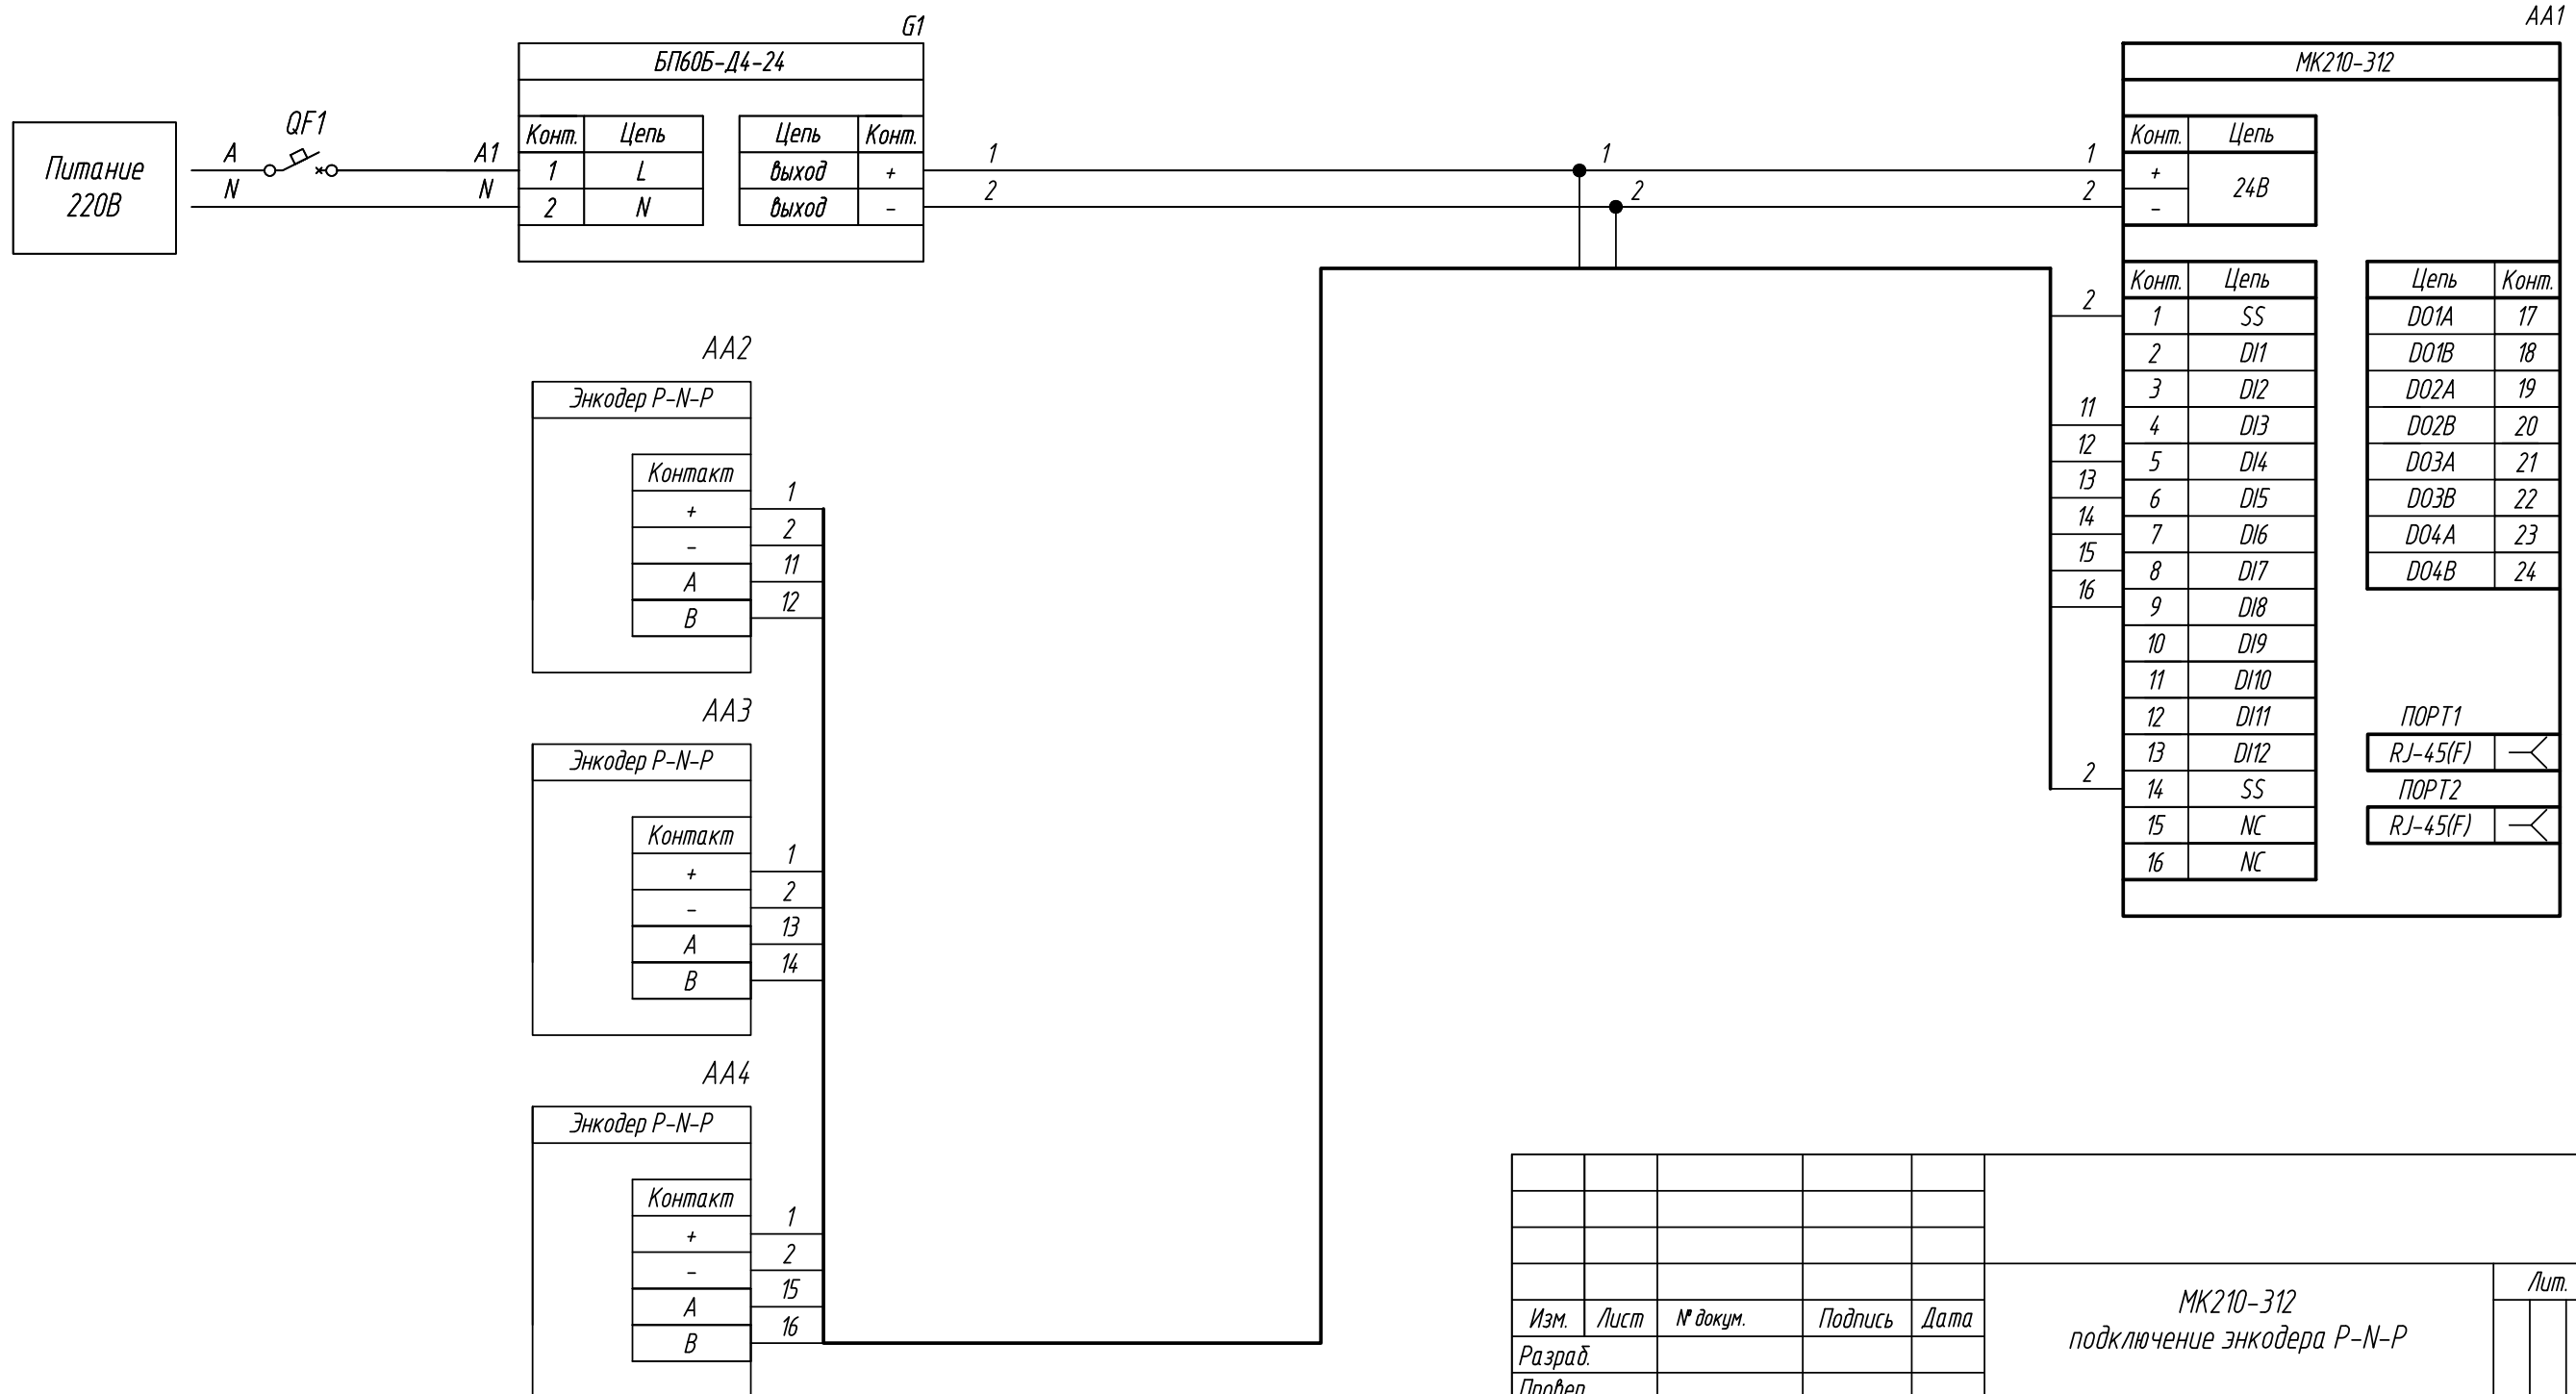 G1
AA1
БП60Б-Д4-24
МК210-312
QF1
Питание
220В
A
N
A1
N
Конт. Цепь
1 L
2 N
Цепь Конт.
выход +
выход -
1
2
1
2
1
2
Конт. Цепь
+ 24В
-
Конт. Цепь
1 SS
2 DI1
3 DI2
4 DI3
5 DI4
6 DI5
7 DI6
8 DI7
9 DI8
10 DI9
11 DI10
12 DI11
13 DI12
14 SS
15 NC
16 NC
2
11
12
13
14
15
16
2
Цепь Конт.
DO1A 17
DO1B 18
DO2A 19
DO2B 20
DO3A 21
DO3B 22
DO4A 23
DO4B 24
ПОРТ1
RJ-45(F)
ПОРТ2
RJ-45(F)
AA2
Энкодер P-N-P
Контакт
+ 1
- 2
A 11
B 12
AA3
Энкодер P-N-P
Контакт
+ 1
- 2
A 13
B 14
AA4
Энкодер P-N-P
Контакт
+ 1
- 2
A 15
B 16
Изм. Лист № докум. Подпись Дата
Разраб.
Провер.
МК210-312
подключение энкодера P-N-P
Лит.